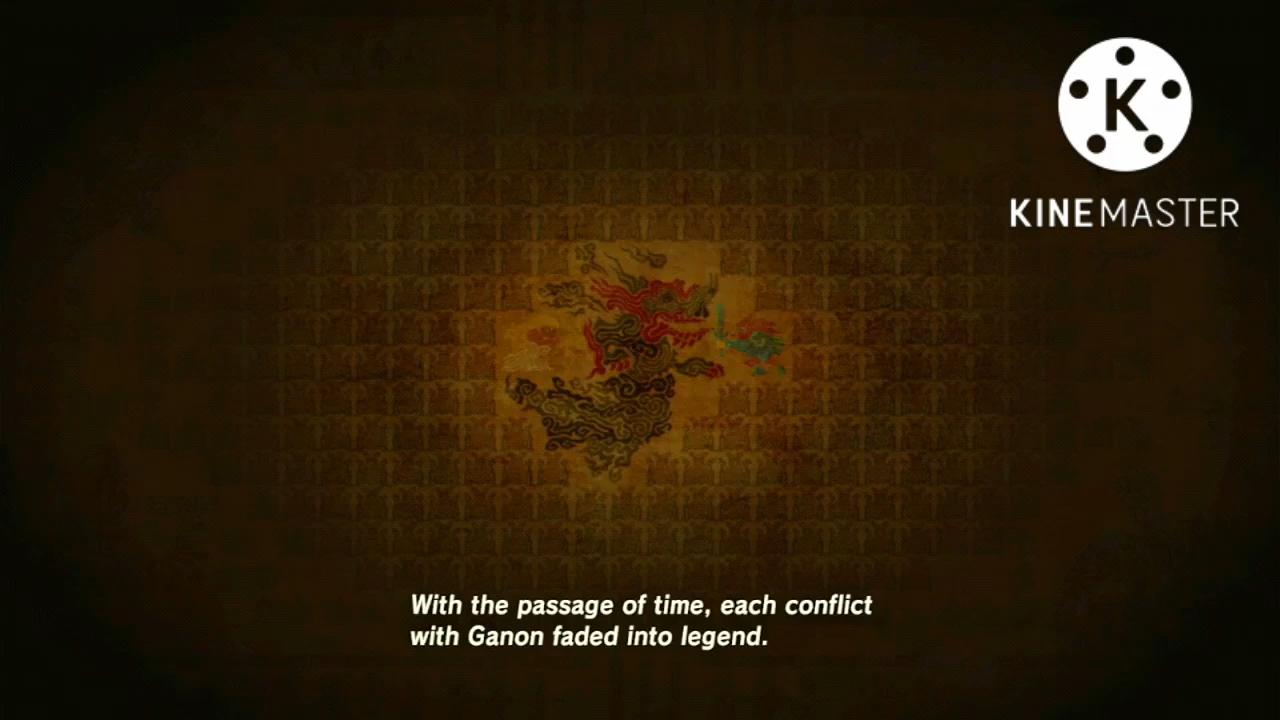 K
KINEMASTER
With the passage of time, each conflict
with Ganon faded into legend.